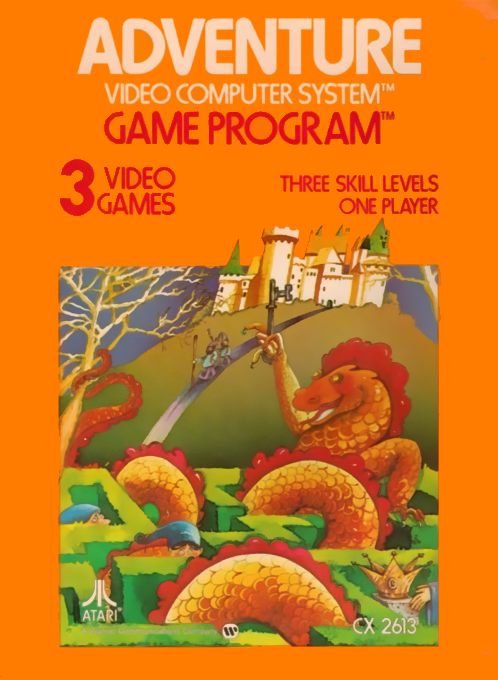 ADVENTURE
VIDEO COMPUTER SYSTEM™
GAME PROGRAM™
3 VIDEO GAMES
THREE SKILL LEVELS
ONE PLAYER
ATARI®
CX 2613